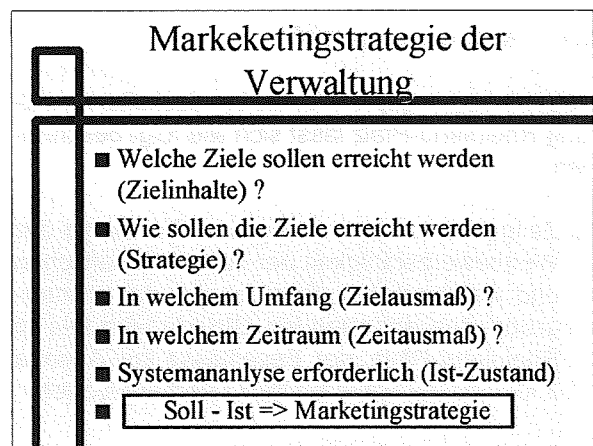 Markeketingstrategie der
Verwaltung
■ Welche Ziele sollen erreicht werden
(Zielinhalte) ?
■ Wie sollen die Ziele erreicht werden
(Strategie) ?
■ In welchem Umfang (Zielausmaß) ?
■ In welchem Zeitraum (Zeitausmaß) ?
■ Systemananlyse erforderlich (Ist-Zustand)
■ Soll - Ist => Marketingstrategie